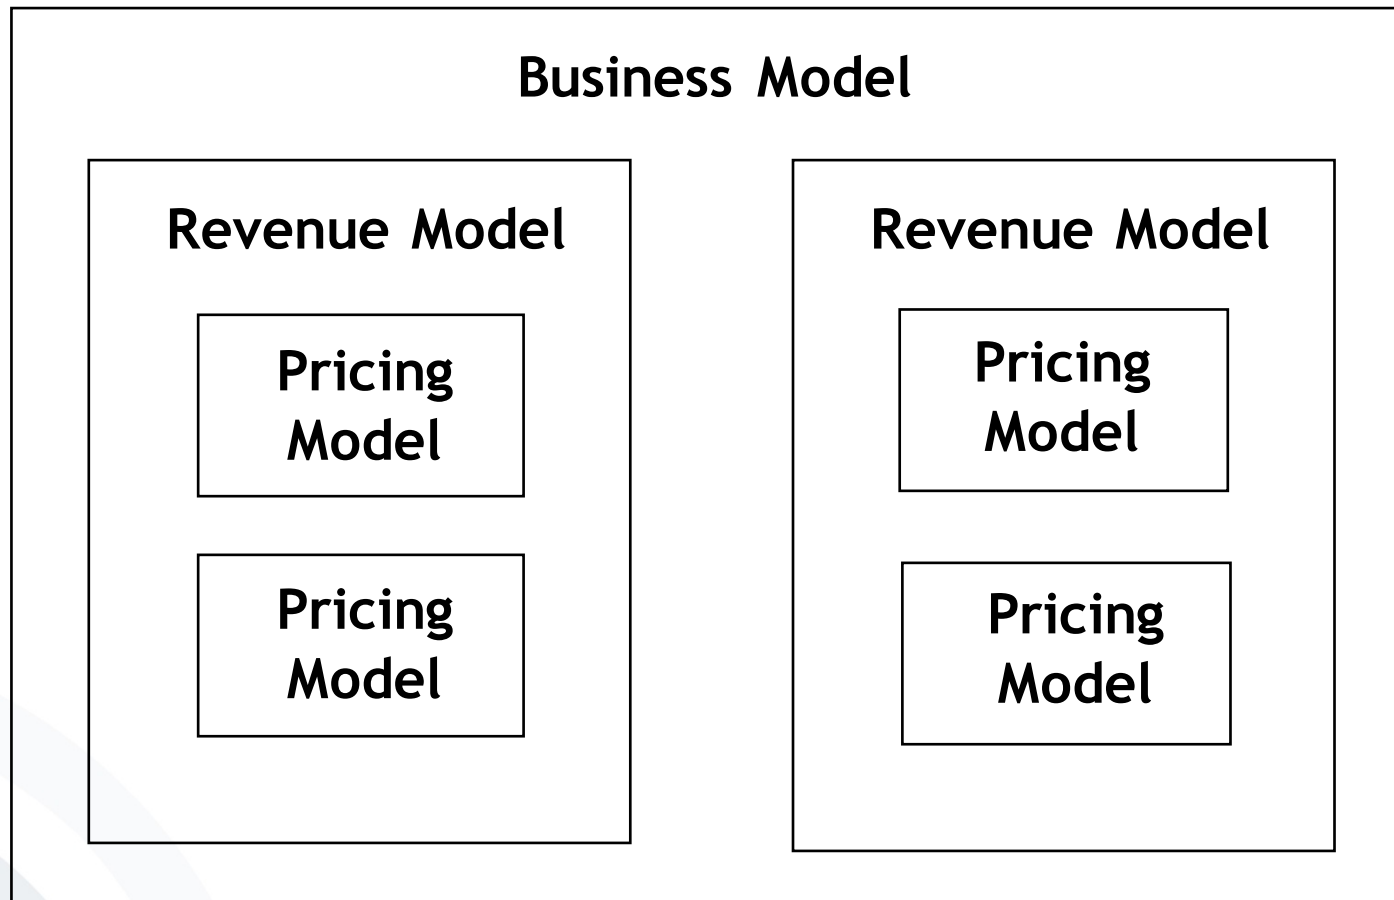 Business Model
Revenue Model
Pricing
Model
Pricing
Model
Revenue Model
Pricing
Model
Pricing
Model